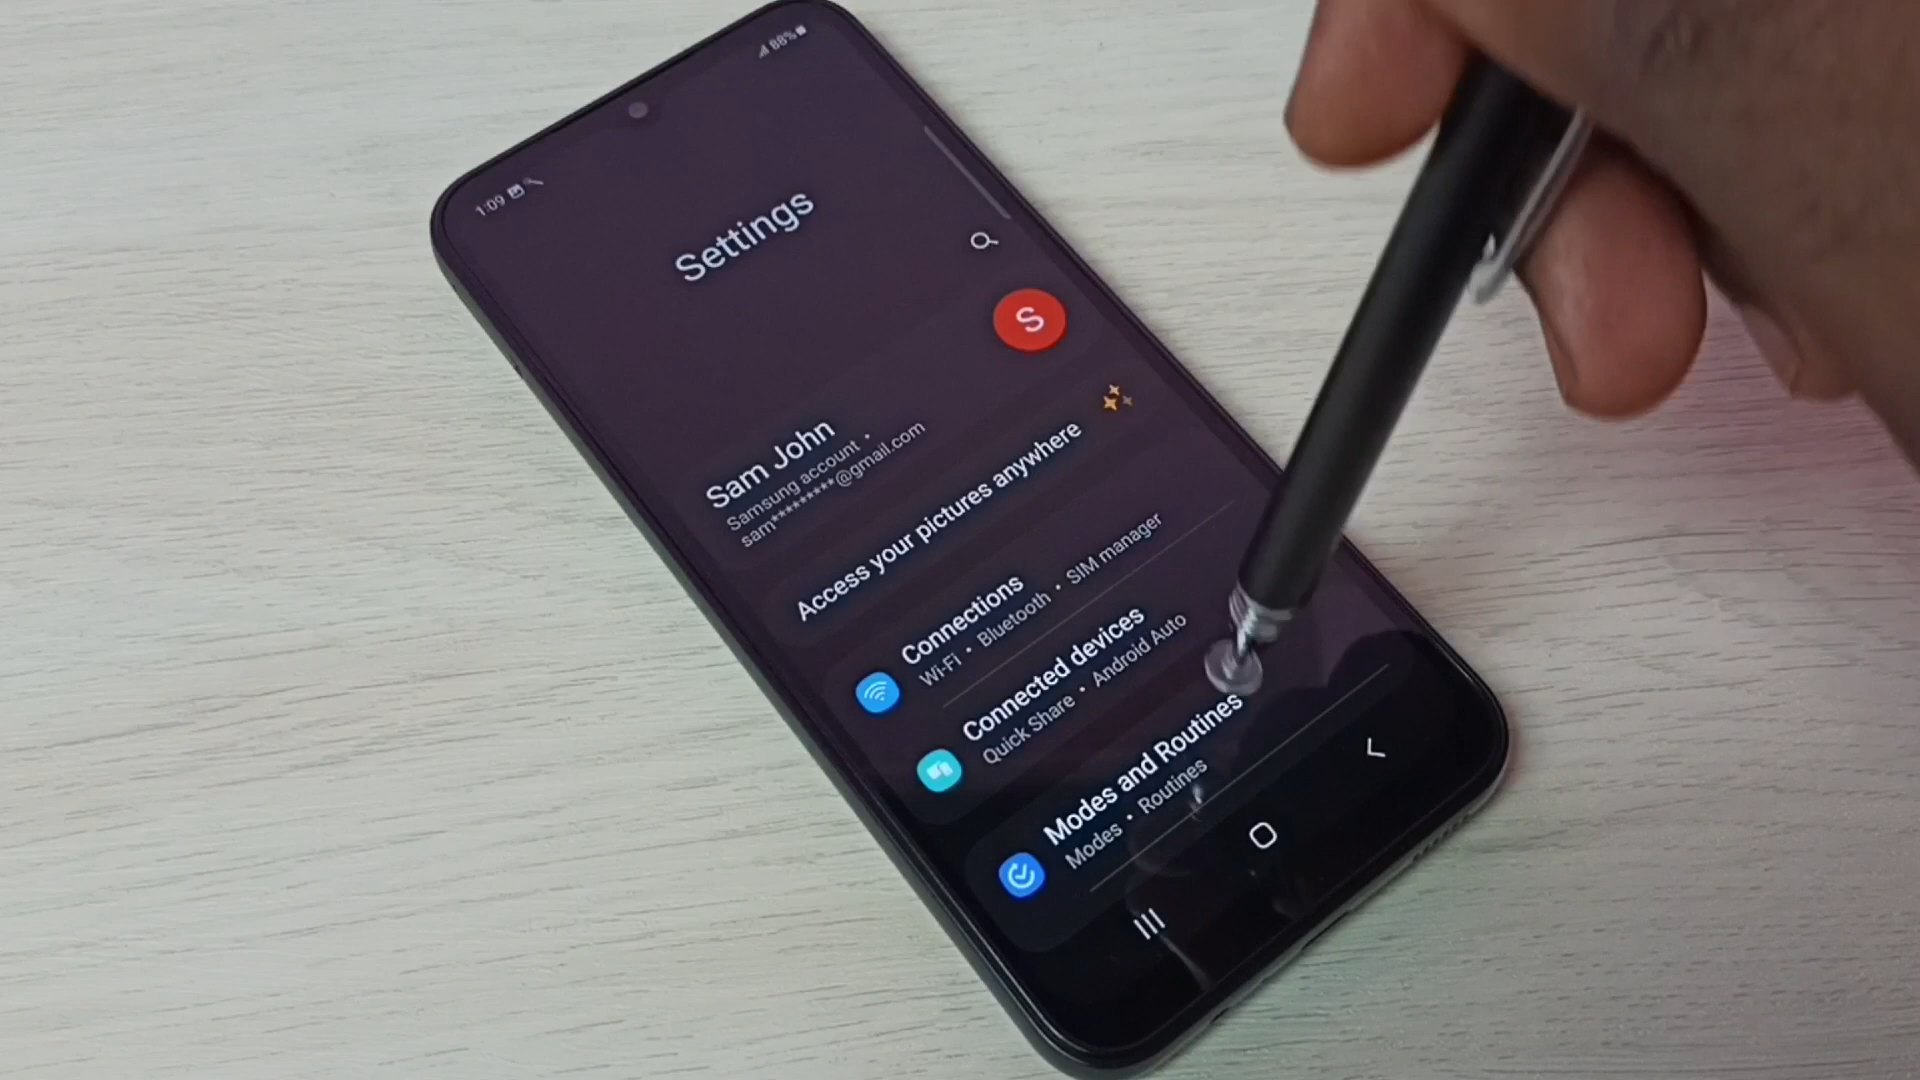 1:09
88%
Settings
S
Sam John
Samsung account •
sam*********@gmail.com
Access your pictures anywhere
Connections
Wi-Fi • Bluetooth • SIM manager
Connected devices
Quick Share • Android Auto
Modes and Routines
Modes • Routines